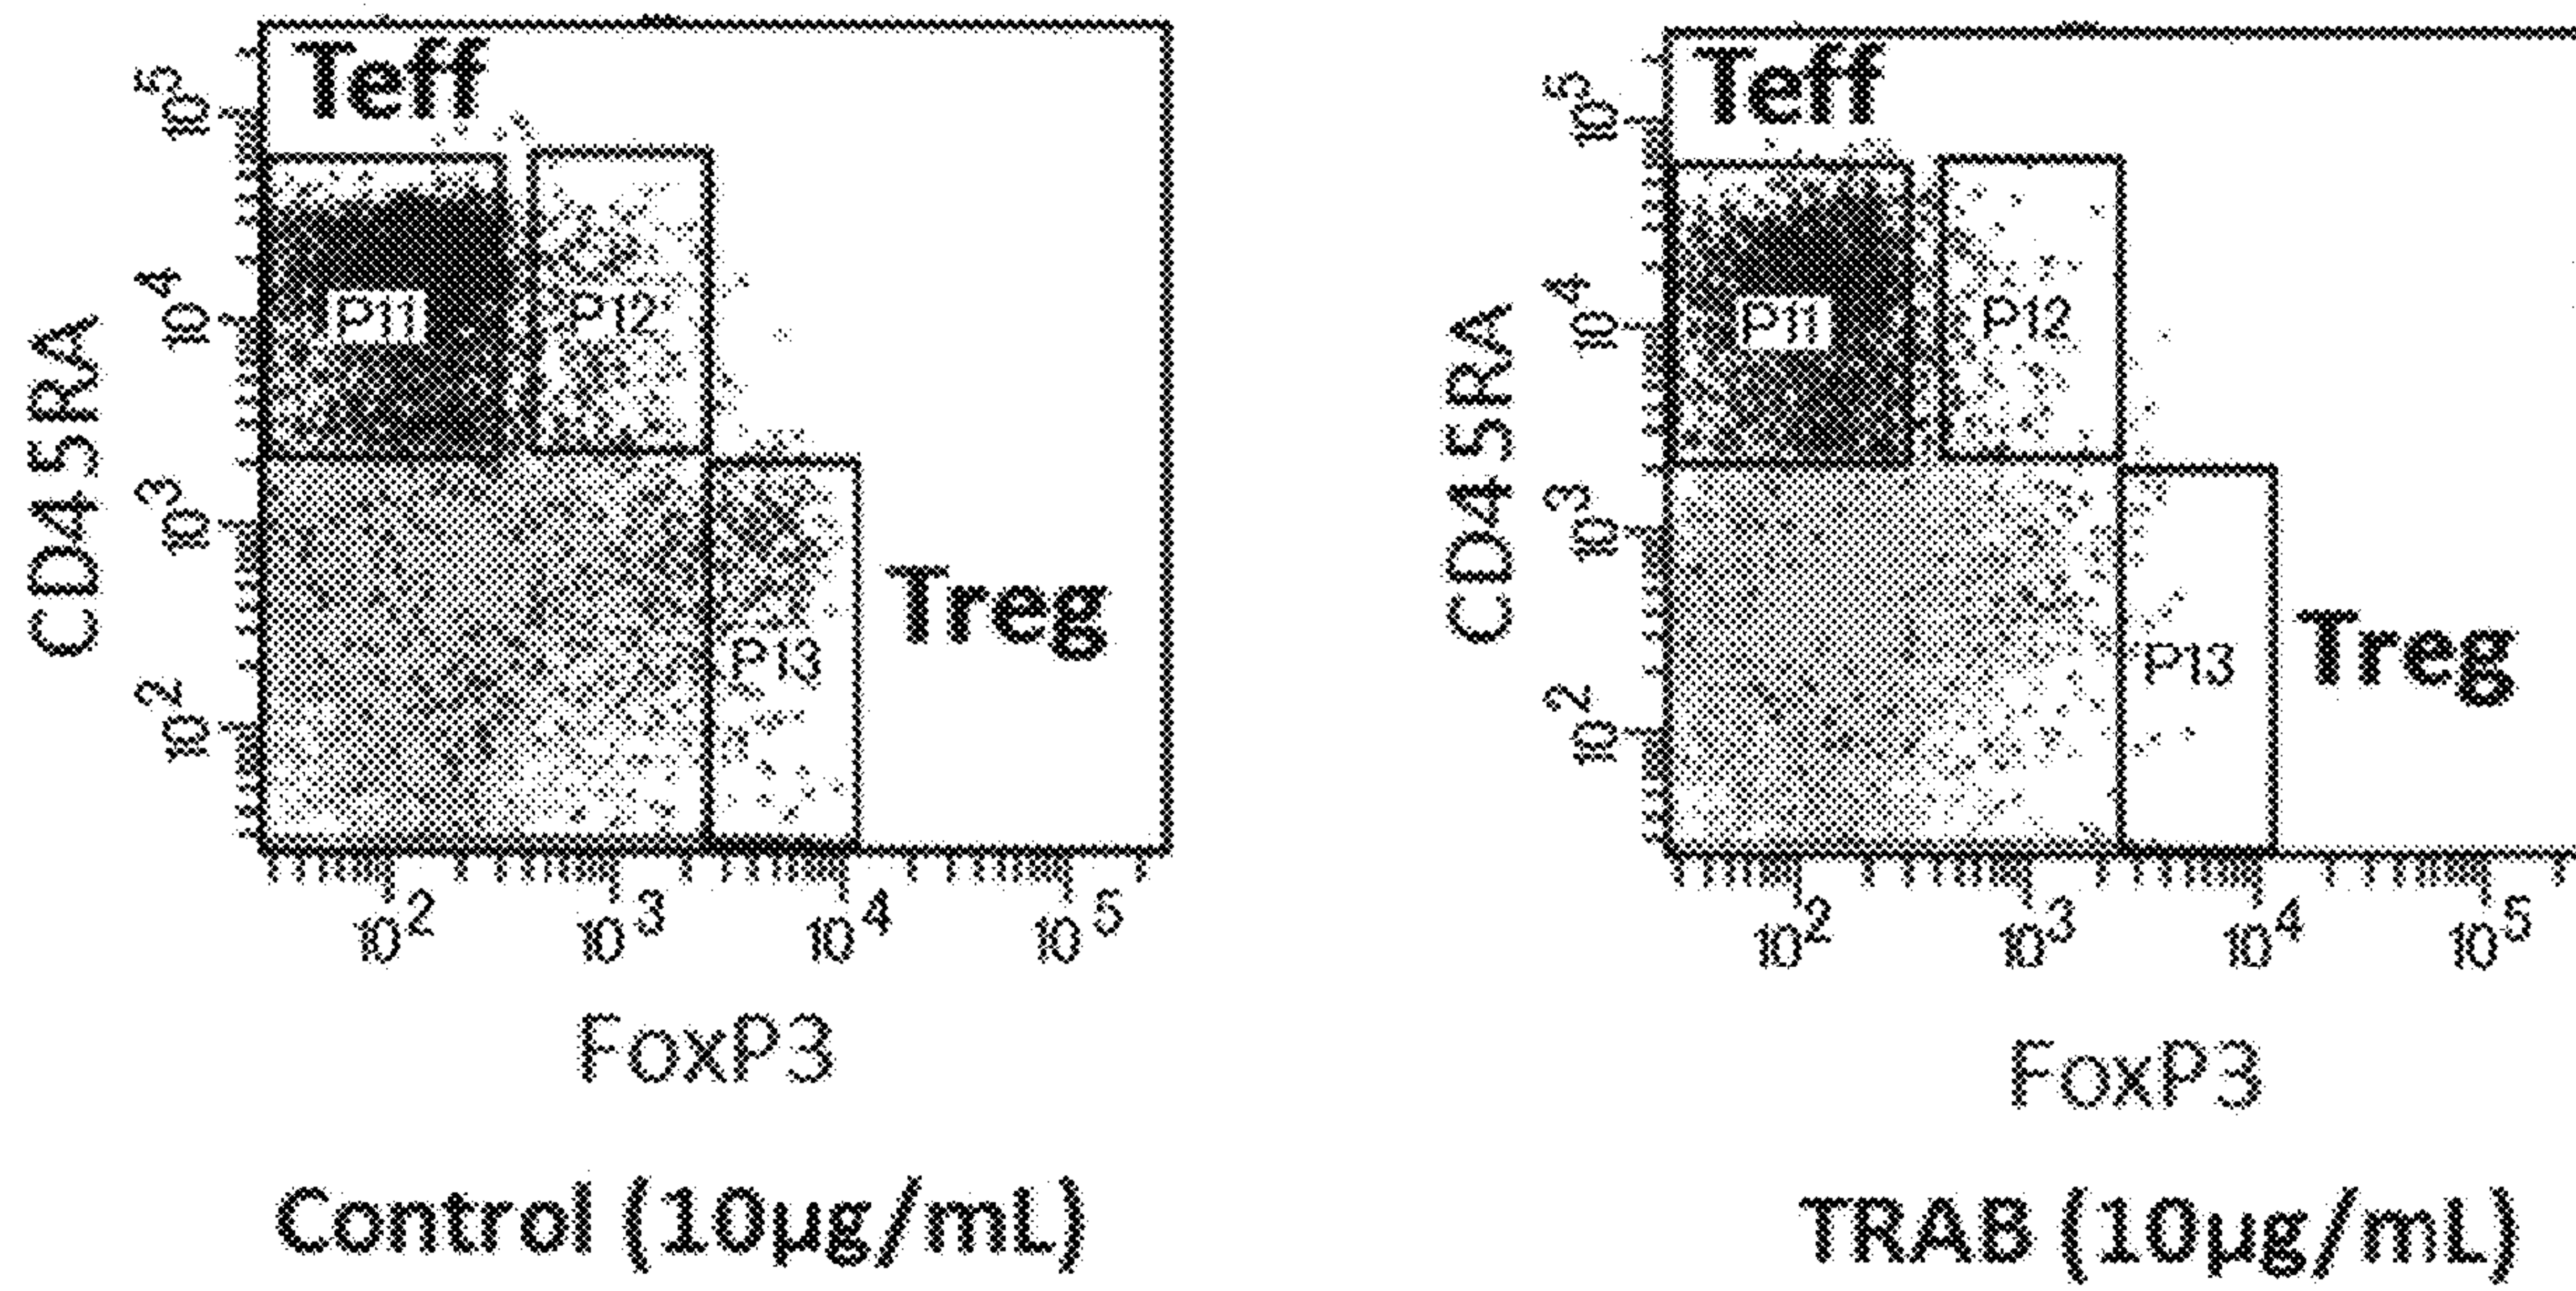 Teff
10^5
10^4
10^3
10^2
CD45RA
P11
P12
P13
Treg
10^2 10^3 10^4 10^5
FoxP3
Control (10μg/mL)
Teff
10^5
10^4
10^3
10^2
CD45RA
P11
P12
P13
Treg
10^2 10^3 10^4 10^5
FoxP3
TRAB (10μg/mL)